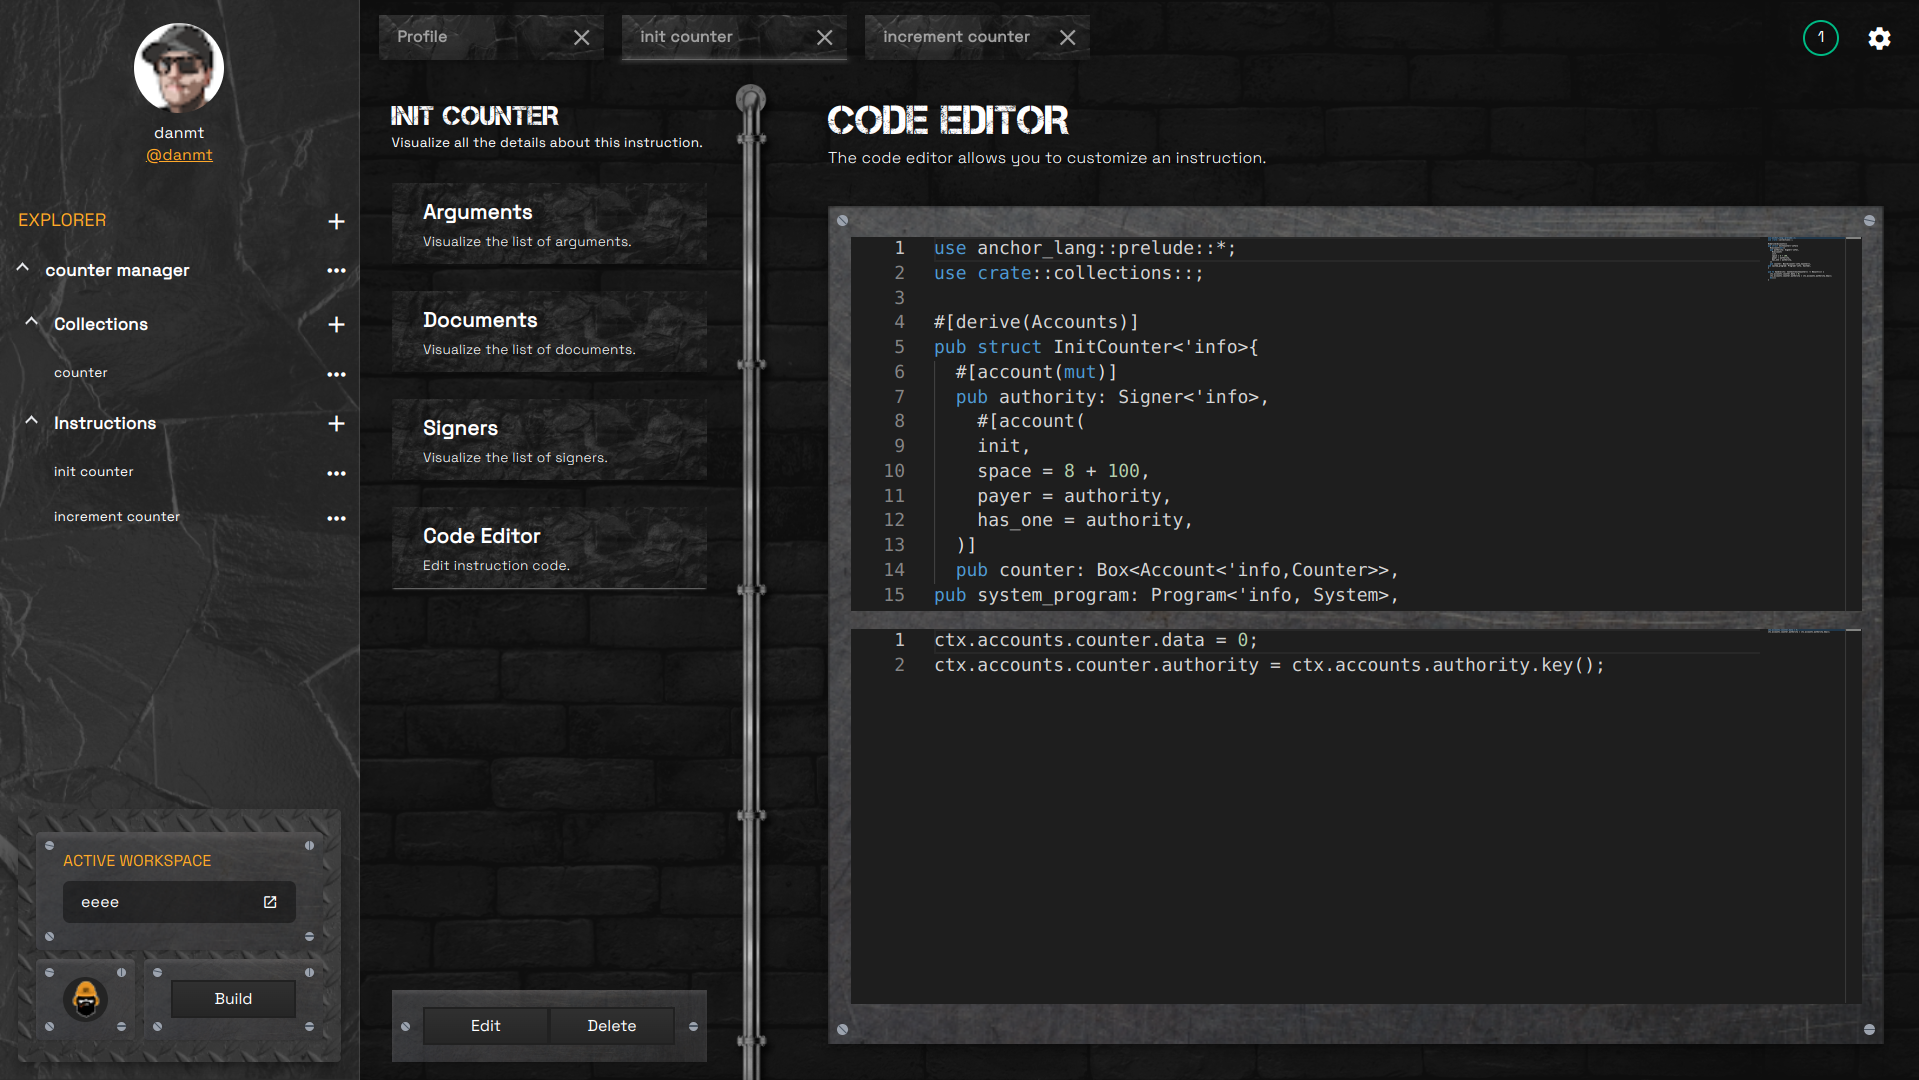 danmt
@danmt
EXPLORER
counter manager
Collections
counter
Instructions
init counter
increment counter
ACTIVE WORKSPACE
eeee
Build
Profile
init counter
increment counter
1
INIT COUNTER
Visualize all the details about this instruction.
Arguments
Visualize the list of arguments.
Documents
Visualize the list of documents.
Signers
Visualize the list of signers.
Code Editor
Edit instruction code.
Edit
Delete
CODE EDITOR
The code editor allows you to customize an instruction.
1 use anchor_lang::prelude::*;
2 use crate::collections::;
3
4 #[derive(Accounts)]
5 pub struct InitCounter<'info>{
6 #[account(mut)]
7 pub authority: Signer<'info>,
8 #[account(
9 init,
10 space = 8 + 100,
11 payer = authority,
12 has_one = authority,
13 )]
14 pub counter: Box<Account<'info,Counter>>,
15 pub system_program: Program<'info, System>,
1 ctx.accounts.counter.data = 0;
2 ctx.accounts.counter.authority = ctx.accounts.authority.key();